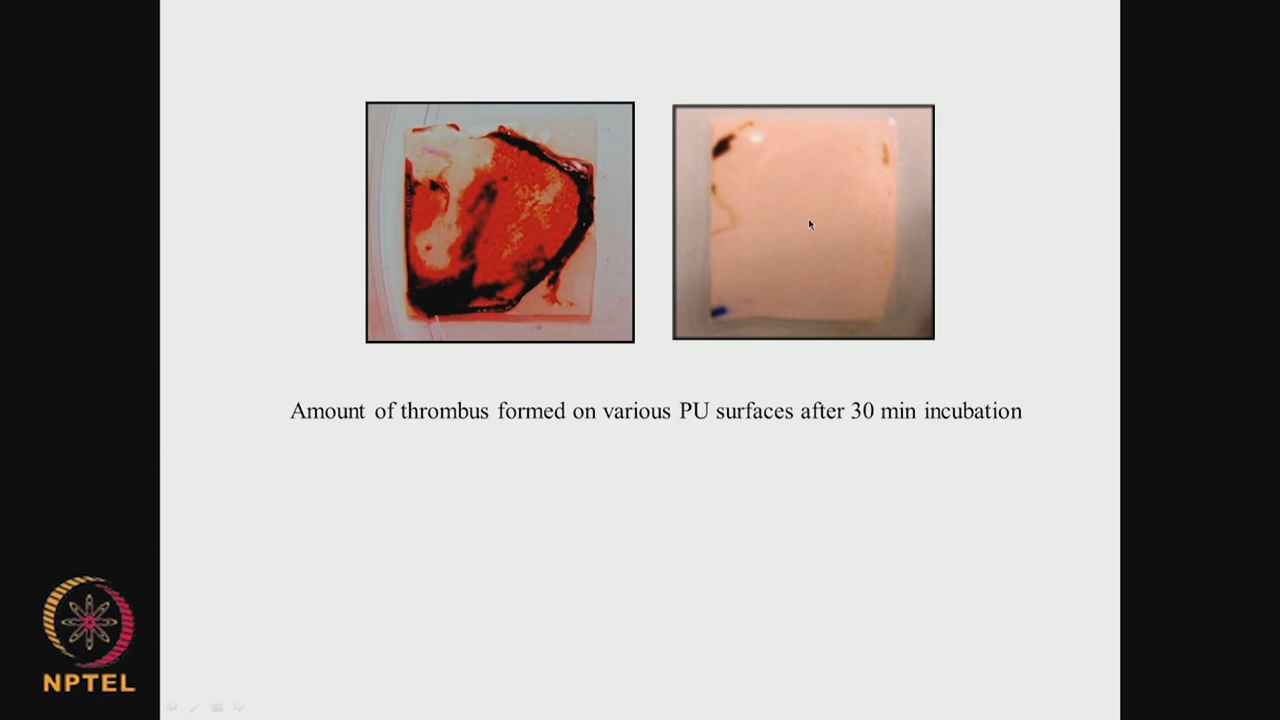 Amount of thrombus formed on various PU surfaces after 30 min incubation
NPTEL